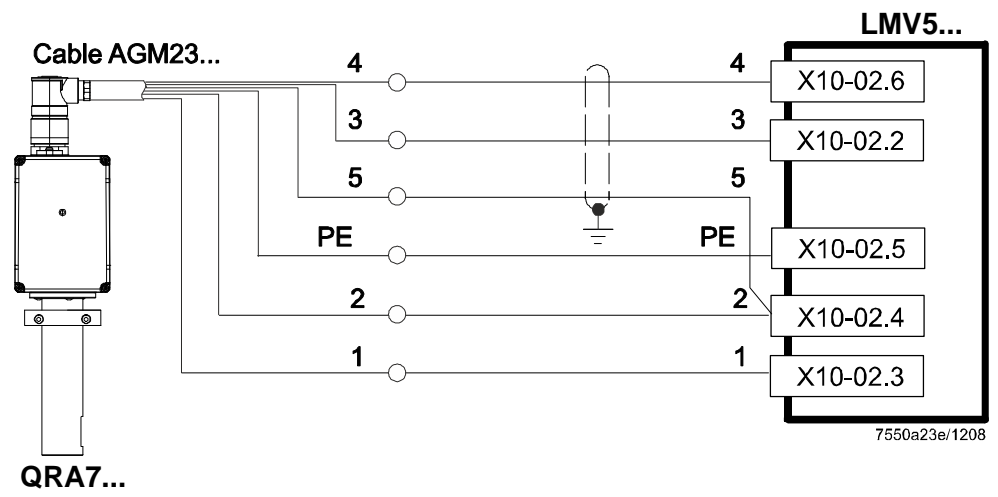 LMV5...
Cable AGM23...
4 4 X10-02.6
3 3 X10-02.2
5 5
PE PE X10-02.5
2 2 X10-02.4
1 1 X10-02.3
7550a23e/1208
QRA7...